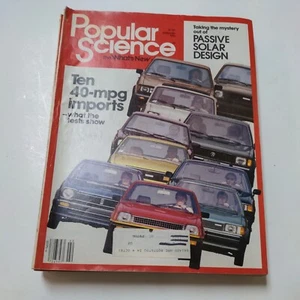 Popular
Science
What's New
Taking the mystery
out of
PASSIVE
SOLAR
DESIGN
Ten
40-mpg
imports
—what the
tests show